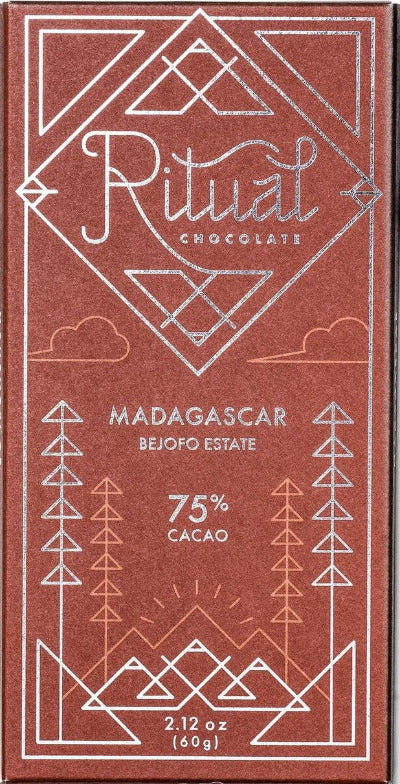 Ritual
CHOCOLATE
MADAGASCAR
BEJOFO ESTATE
75%
CACAO
2.12 oz
(60g)